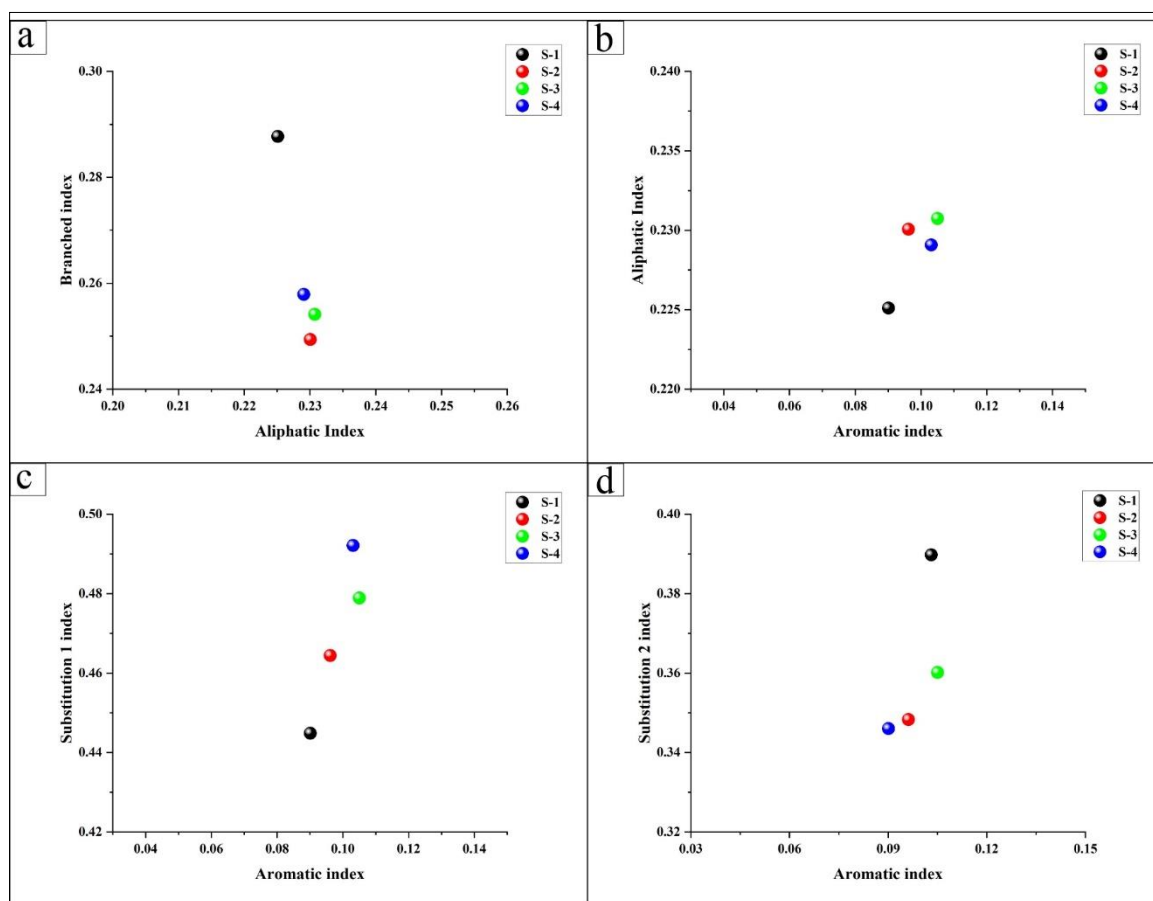 a
S-1
S-2
S-3
S-4
0.30
0.28
0.26
0.24
Branched index
0.20 0.21 0.22 0.23 0.24 0.25 0.26
Aliphatic Index
b
S-1
S-2
S-3
S-4
0.240
0.235
0.230
0.225
0.220
Aliphatic Index
0.04 0.06 0.08 0.10 0.12 0.14
Aromatic index
c
S-1
S-2
S-3
S-4
0.50
0.48
0.46
0.44
0.42
Substitution 1 index
0.04 0.06 0.08 0.10 0.12 0.14
Aromatic index
d
S-1
S-2
S-3
S-4
0.40
0.38
0.36
0.34
0.32
Substitution 2 index
0.03 0.06 0.09 0.12 0.15
Aromatic index